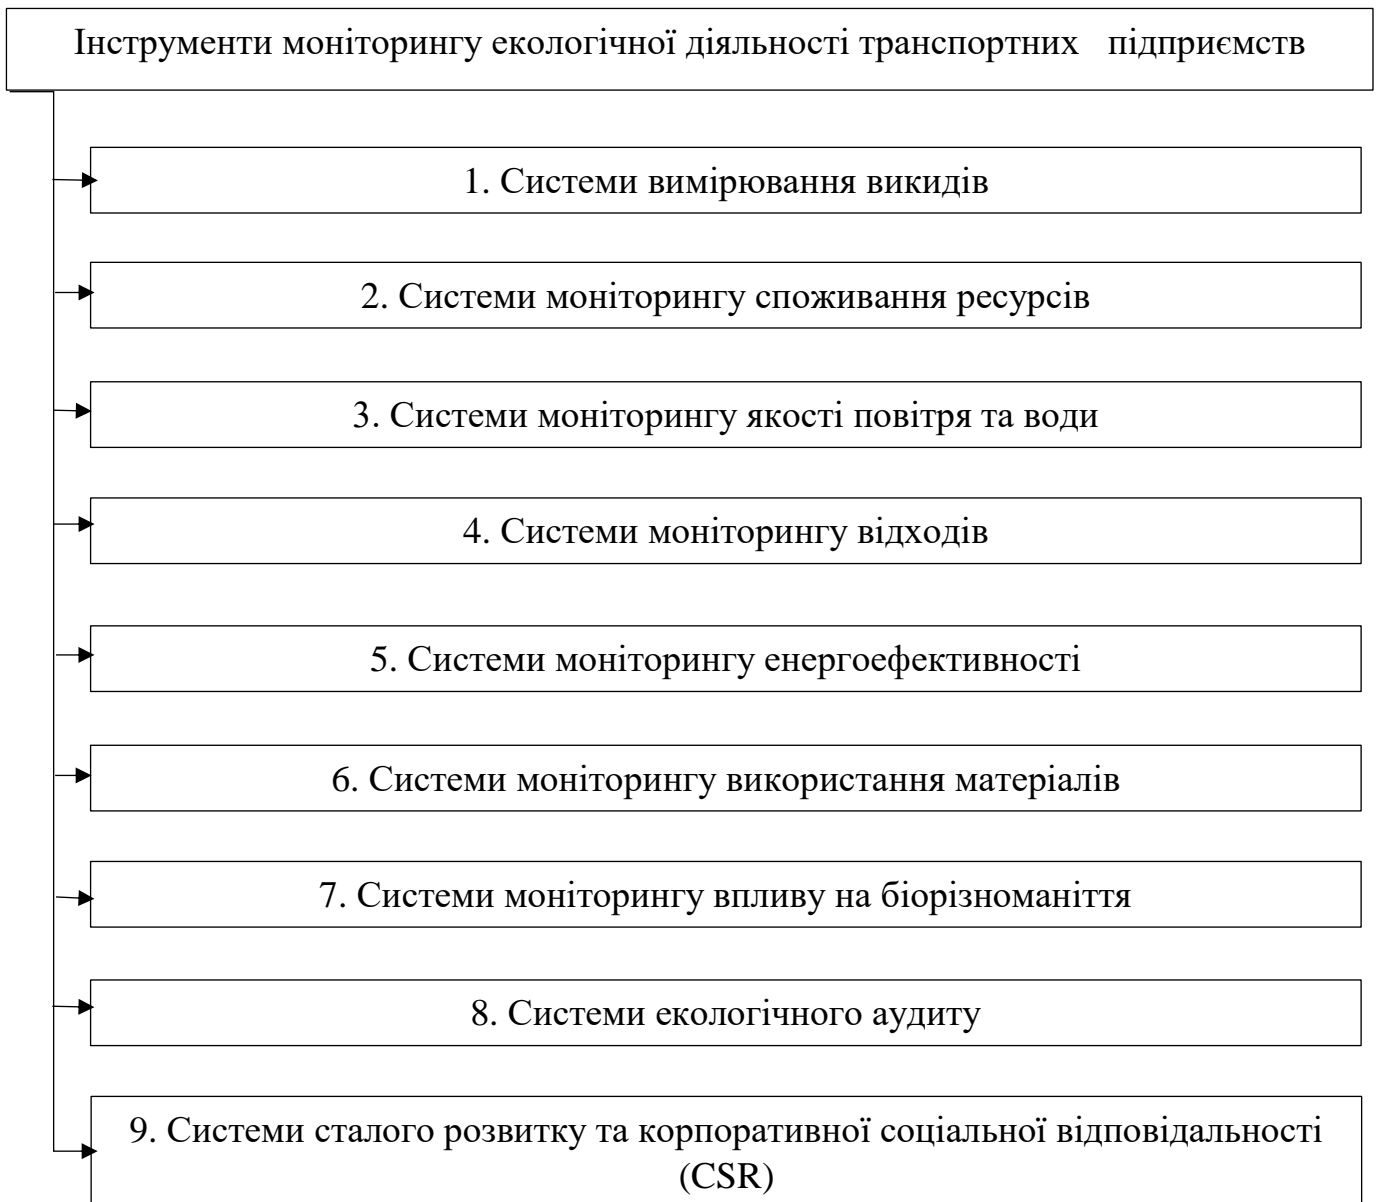 Інструменти моніторингу екологічної діяльності транспортних підприємств
1. Системи вимірювання викидів
2. Системи моніторингу споживання ресурсів
3. Системи моніторингу якості повітря та води
4. Системи моніторингу відходів
5. Системи моніторингу енергоефективності
6. Системи моніторингу використання матеріалів
7. Системи моніторингу впливу на біорізноманіття
8. Системи екологічного аудиту
9. Системи сталого розвитку та корпоративної соціальної відповідальності
(CSR)